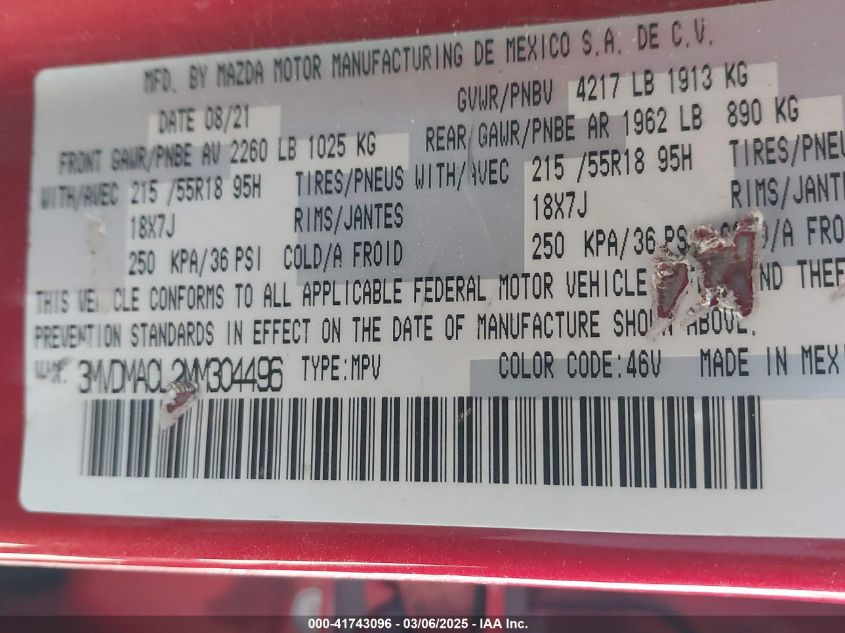 MFD. BY MAZDA MOTOR MANUFACTURING DE MEXICO S.A. DE C.V.
DATE 08/21 GVWR/PNBV 4217 LB 1913 KG
FRONT GAWR/PNBE AV 2260 LB 1025 KG REAR GAWR/PNBE AR 1962 LB 890 KG
WITH/AVEC 215 /55R18 95H TIRES/PNEUS WITH/AVEC 215 /55R18 95H TIRES/PNEU
18X7J RIMS/JANTES 18X7J RIMS/JANT
250 KPA/36 PSI COLD/A FROID 250 KPA/36 PS /A FRO
THIS VEHICLE CONFORMS TO ALL APPLICABLE FEDERAL MOTOR VEHICLE ND THEF
PREVENTION STANDARDS IN EFFECT ON THE DATE OF MANUFACTURE SHOWN ABOVE.
3MVDMACL2MM304496 TYPE:MPV COLOR CODE:46V MADE IN MEXI
000-41743096 - 03/06/2025 - IAA Inc.